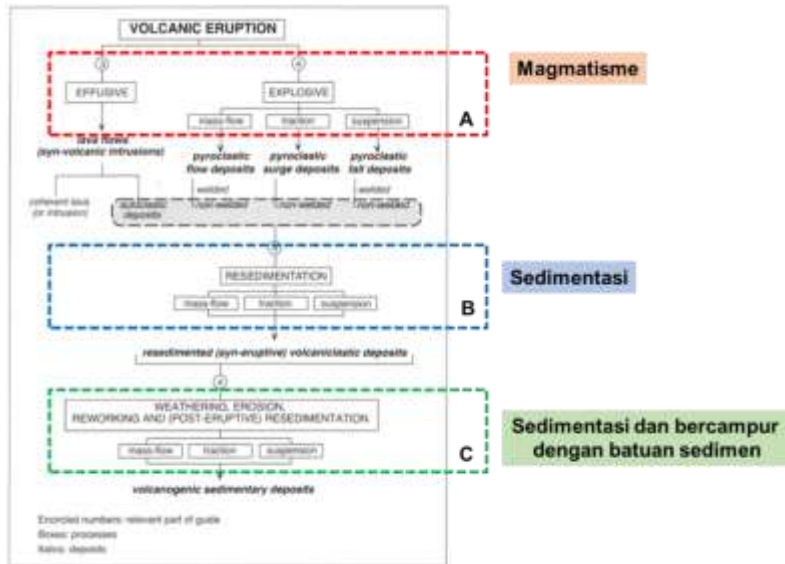 VOLCANIC ERUPTION
Magmatisme
EFFUSIVE
EXPLOSIVE
mass-flow
traction
suspension
A
lava flows
(syn-volcanic intrusions)
pyroclastic
flow deposits
pyroclastic
surge deposits
pyroclastic
fall deposits
coherent lava
(or intrusion)
autoclastic
deposits
welded
non-welded
non-welded
welded
non-welded
RESEDIMENTATION
Sedimentasi
mass-flow
traction
suspension
B
resedimented (syn-eruptive) volcaniclastic deposits
WEATHERING, EROSION,
REWORKING AND (POST-ERUPTIVE) RESEDIMENTATION
Sedimentasi dan bercampur
dengan batuan sedimen
mass-flow
traction
suspension
C
volcanogenic sedimentary deposits
Encircled numbers: relevant part of guide
Boxes: processes
Italics: deposits